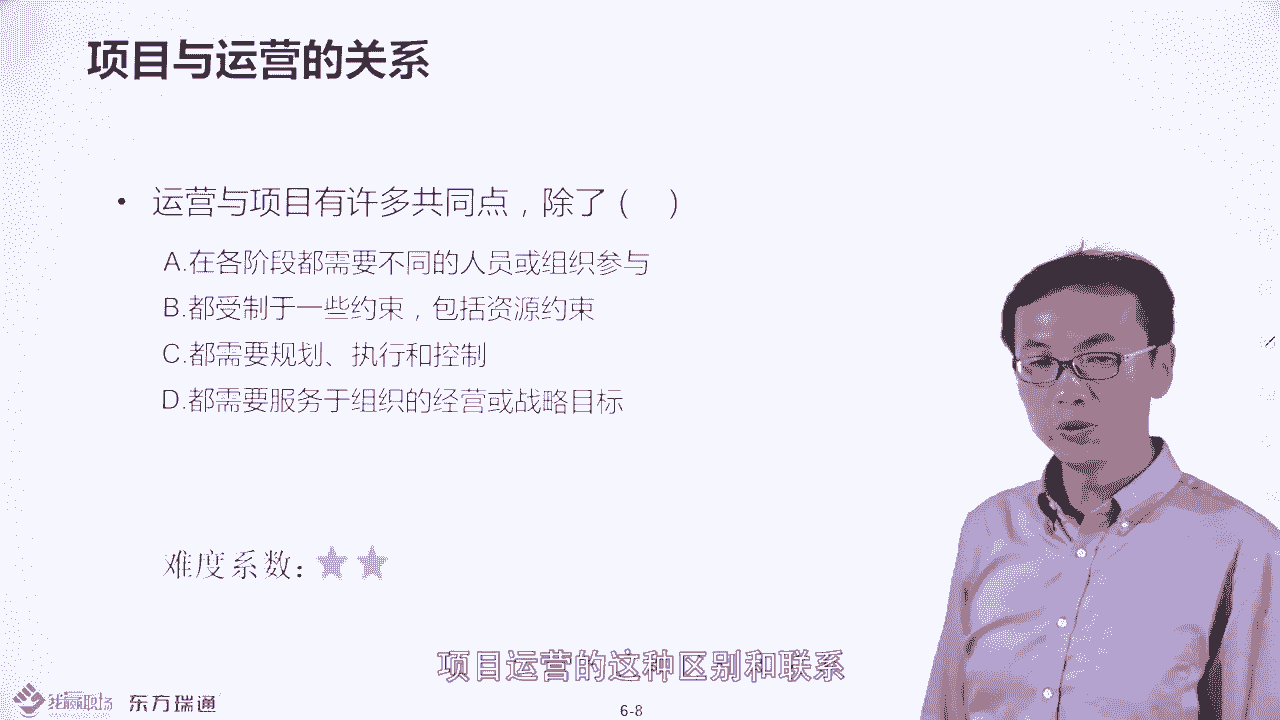 项目与运营的关系
• 运营与项目有许多共同点，除了（ ）
A.在各阶段都需要不同的人员或组织参与
B.都受制于一些约束，包括资源约束
C.都需要规划、执行和控制
D.都需要服务于组织的经营或战略目标
难度系数：
项目运营的这种区别和联系
我赢职场 东方瑞通
6-8